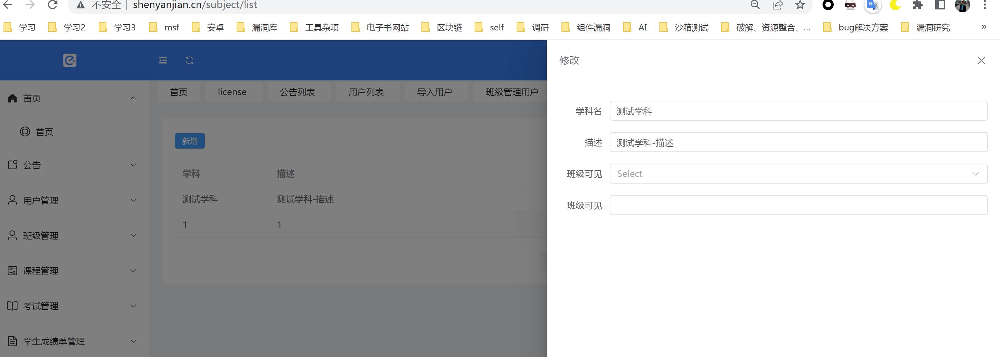 不安全 shenyanjian.cn/subject/list
学习 学习2 学习3 msf 安卓 漏洞库 工具杂项 电子书网站 区块链 self 调研 组件漏洞 AI 沙箱测试 破解、资源整合、... bug解决方案 漏洞研究 »
修改
首页 license 公告列表 用户列表 导入用户 班级管理用户
首页
首页
公告
用户管理
班级管理
课程管理
考试管理
学生成绩单管理
新增
学科 描述
测试学科 测试学科-描述
1 1
学科名 测试学科
描述 测试学科-描述
班级可见 Select
班级可见